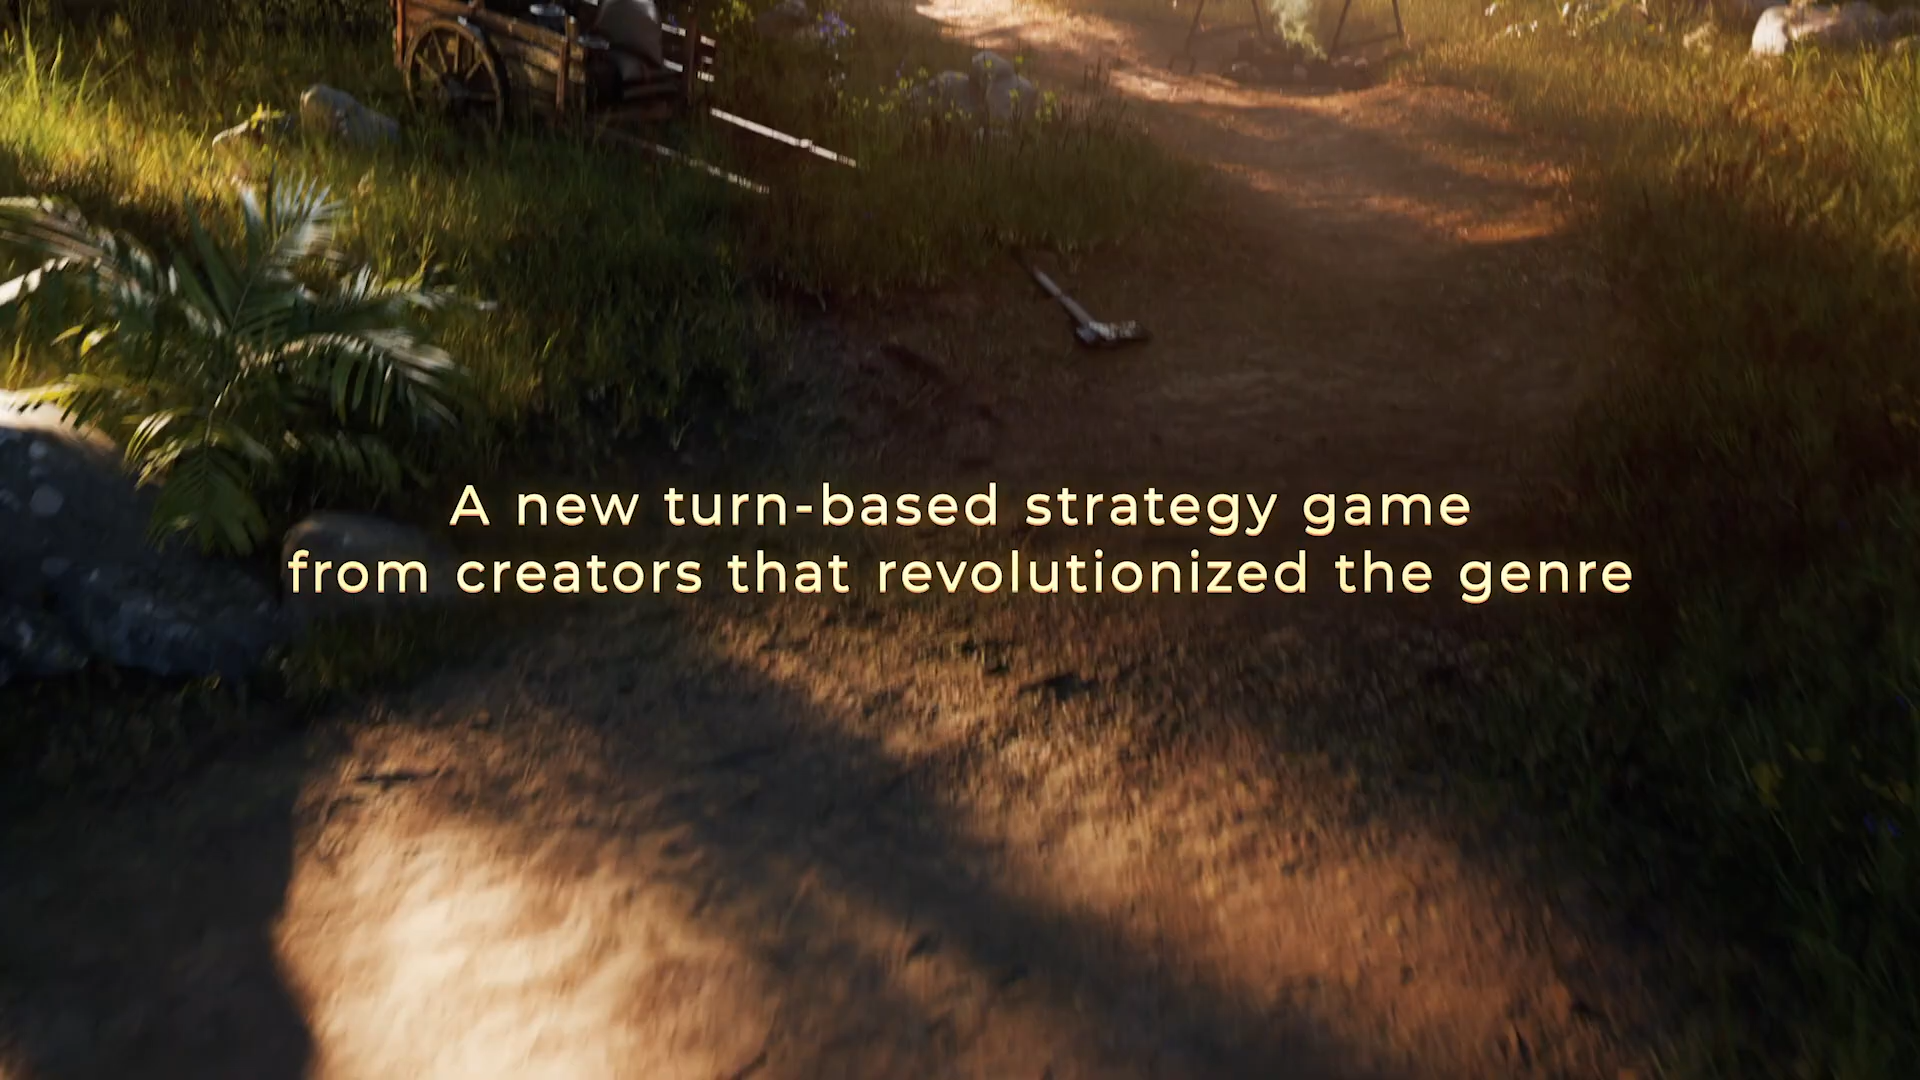 A new turn-based strategy game
from creators that revolutionized the genre